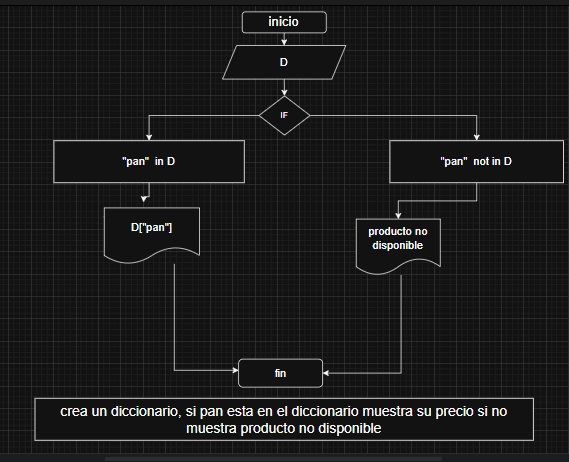 inicio
D
IF
"pan" in D
"pan" not in D
D["pan"]
producto no
disponible
fin
crea un diccionario, si pan esta en el diccionario muestra su precio si no
muestra producto no disponible